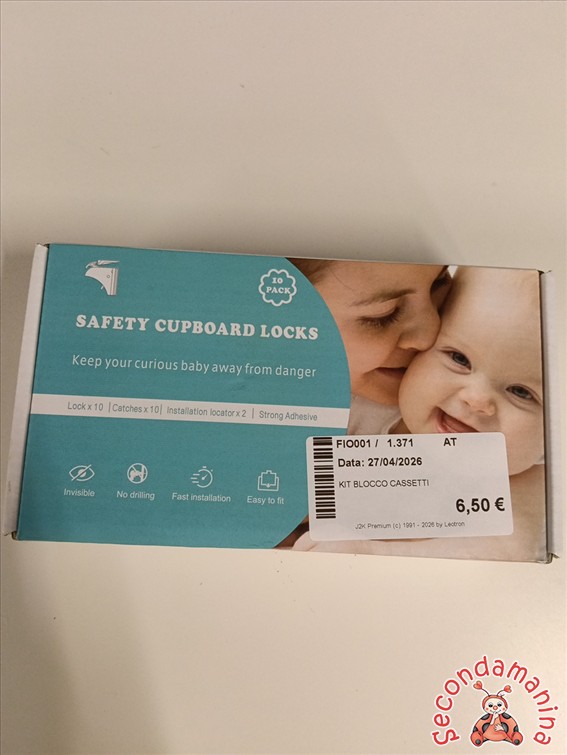 10
PACK
SAFETY CUPBOARD LOCKS
Keep your curious baby away from danger
Lock x 10 | Catches x 10 | Installation locator x 2 | Strong Adhesive
Invisible
No drilling
Fast installation
Easy to fit
FIO001 / 1.371 AT
Data: 27/04/2026
KIT BLOCCO CASSETTI
6,50 €
J2K Premium (c) 1991 - 2026 by Lectron
Secondamanina